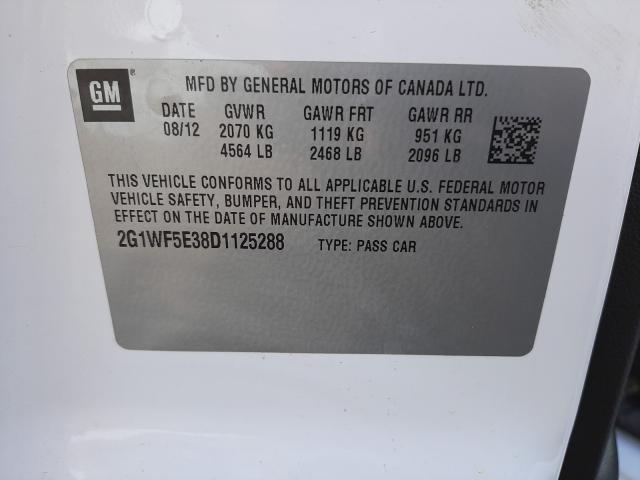 GM®
MFD BY GENERAL MOTORS OF CANADA LTD.
DATE GVWR GAWR FRT GAWR RR
08/12 2070 KG 1119 KG 951 KG
4564 LB 2468 LB 2096 LB
THIS VEHICLE CONFORMS TO ALL APPLICABLE U.S. FEDERAL MOTOR
VEHICLE SAFETY, BUMPER, AND THEFT PREVENTION STANDARDS IN
EFFECT ON THE DATE OF MANUFACTURE SHOWN ABOVE.
2G1WF5E38D1125288 TYPE: PASS CAR